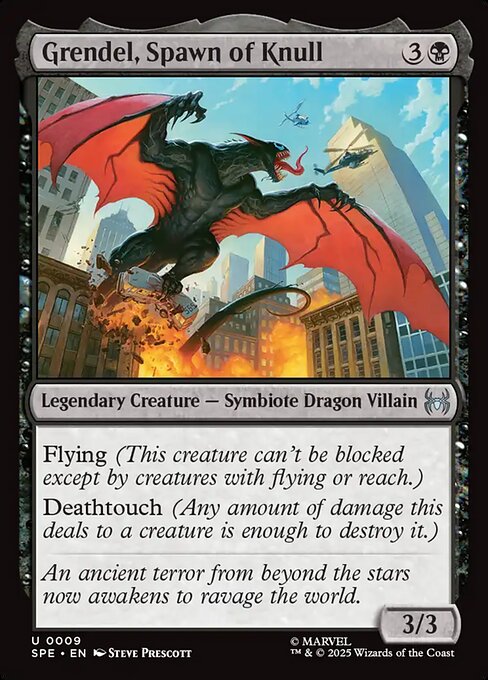 Grendel, Spawn of Knull 3
Legendary Creature — Symbiote Dragon Villain
Flying (This creature can't be blocked
except by creatures with flying or reach.)
Deathtouch (Any amount of damage this
deals to a creature is enough to destroy it.)
An ancient terror from beyond the stars
now awakens to ravage the world.
3/3
U 0009
SPE • EN Steve Prescott
© MARVEL
™ & © 2025 Wizards of the Coast